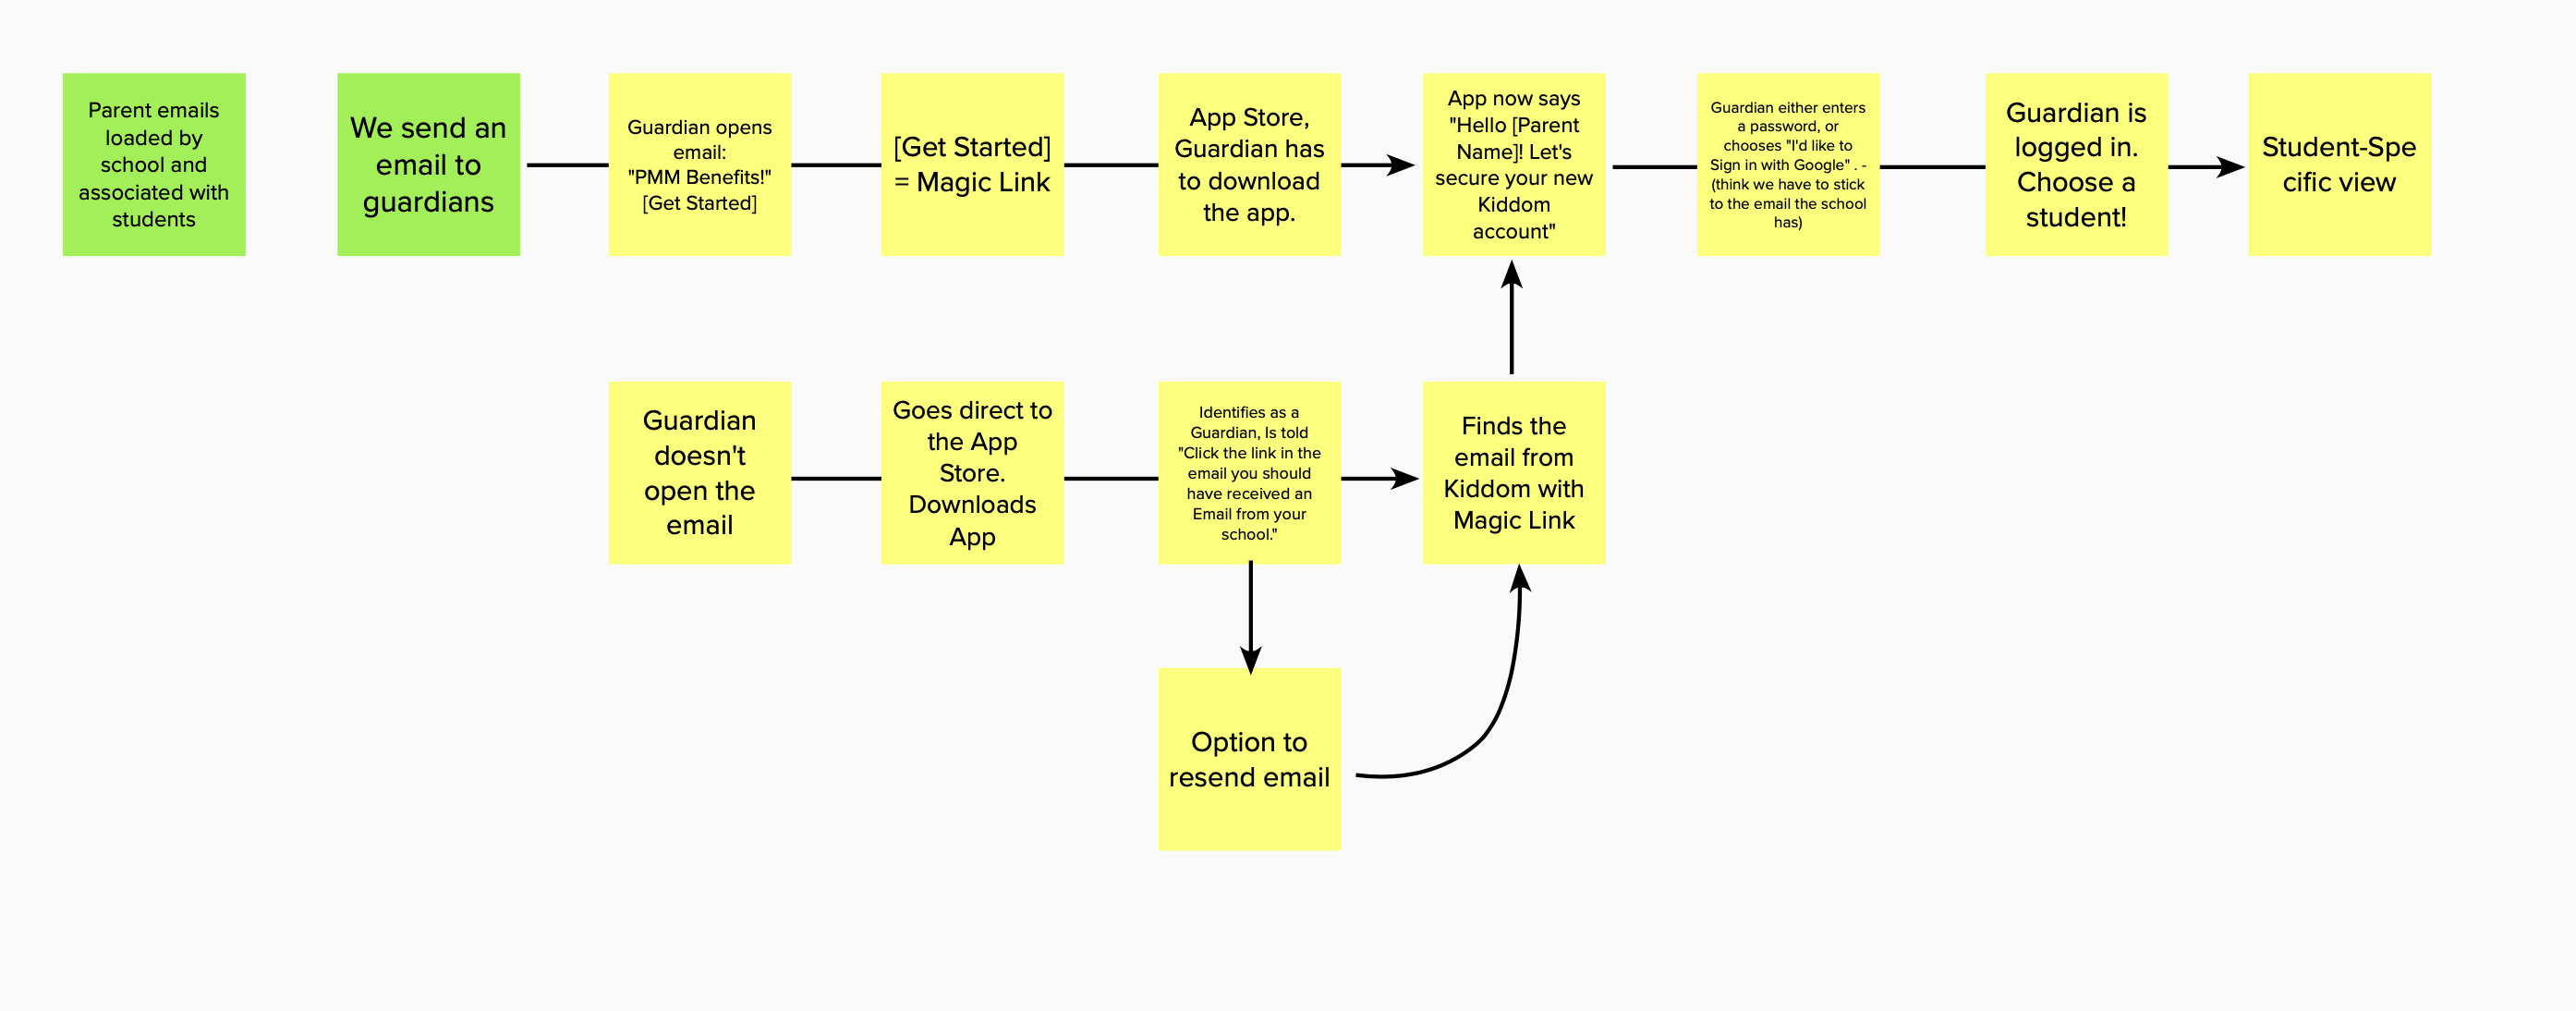 Parent emails
loaded by
school and
associated with
students
We send an
email to
guardians
Guardian opens
email:
"PMM Benefits!"
[Get Started]
[Get Started]
= Magic Link
App Store,
Guardian has
to download
the app.
App now says
"Hello [Parent
Name]! Let's
secure your new
Kiddom
account"
Guardian either enters
a password, or
chooses "I'd like to
Sign in with Google" . -
(think we have to stick
to the email the school
has)
Guardian is
logged in.
Choose a
student!
Student-Spe
cific view
Guardian
doesn't
open the
email
Goes direct to
the App
Store.
Downloads
App
Identifies as a
Guardian, Is told
"Click the link in the
email you should
have received an
Email from your
school."
Finds the
email from
Kiddom with
Magic Link
Option to
resend email